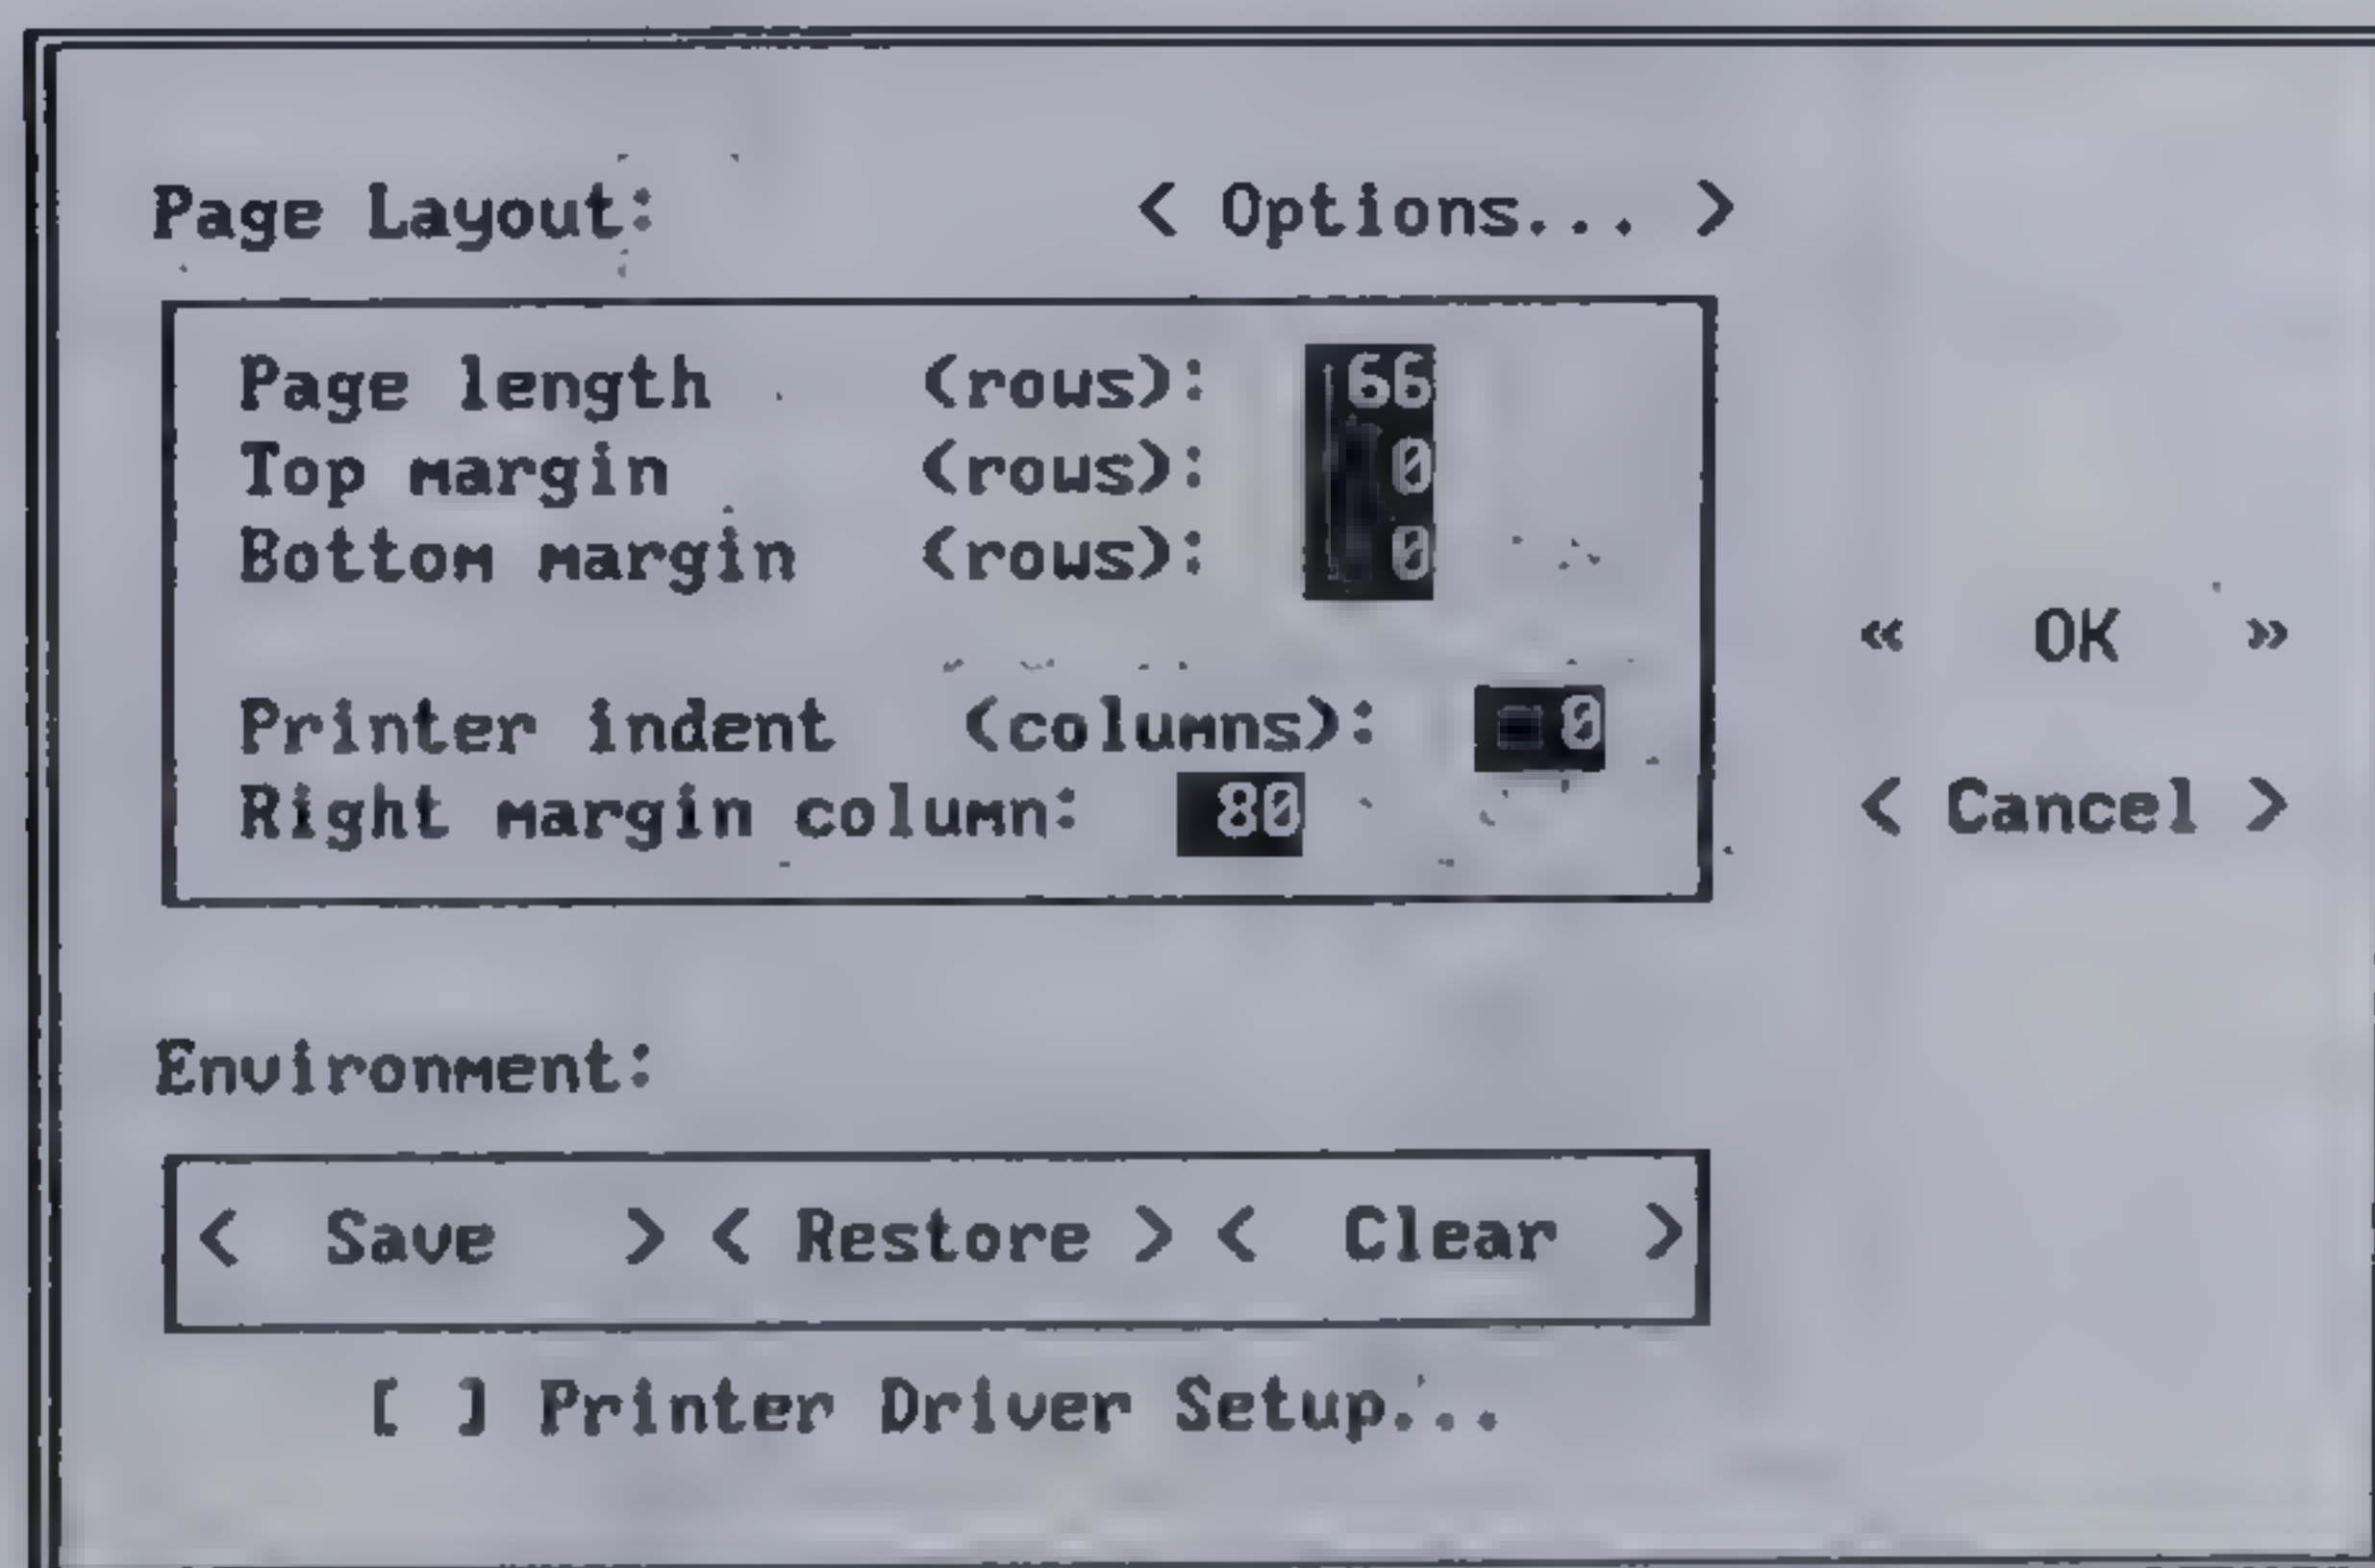 Page Layout: < Options... >
Page length (rows): 66
Top margin (rows): 0
Bottom margin (rows): 0
« OK »
Printer indent (columns): 0
Right margin column: 80
< Cancel >
Environment:
< Save > < Restore > < Clear >
[ ] Printer Driver Setup...